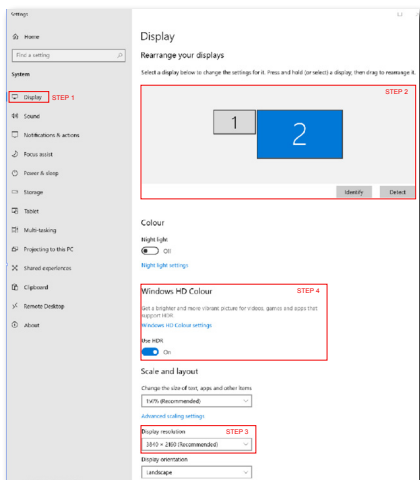 Settings
Home
Find a setting
System
Display STEP 1
Sound
Notifications & actions
Focus assist
Power & sleep
Storage
Tablet
Multi-tasking
Projecting to this PC
Shared experiences
Clipboard
Remote Desktop
About
Display
Rearrange your displays
Select a display below to change the settings for it. Press and hold (or select) a display, then drag to rearrange it.
STEP 2
1
2
Identify Detect
Colour
Night light
Off
Night light settings
Windows HD Colour STEP 4
Get a brighter and more vibrant picture for videos, games and apps that
support HDR.
Windows HD Colour settings
Use HDR
On
Scale and layout
Change the size of text, apps and other items
(Recommended)
Advanced scaling settings
Display resolution STEP 3
3840 × 2160 (Recommended)
Display orientation
Landscape